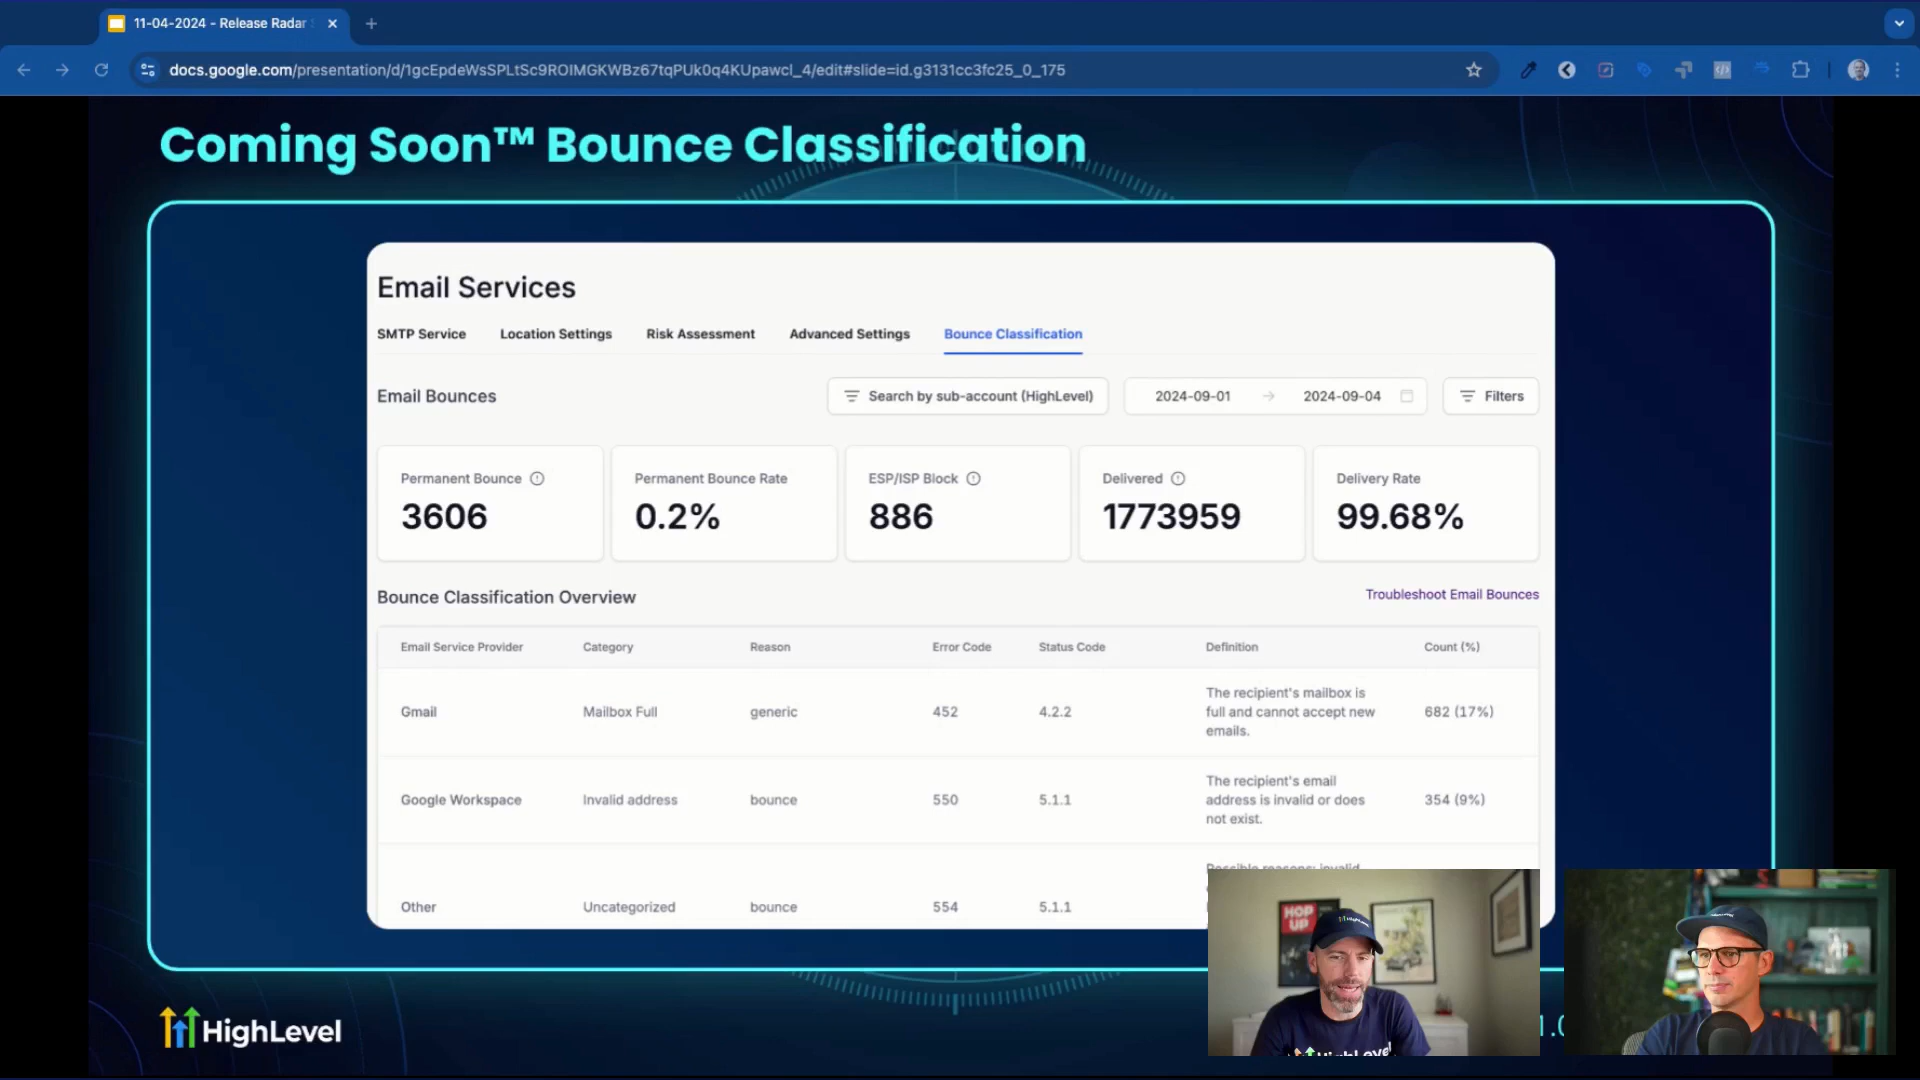 11-04-2024 - Release Radar
docs.google.com/presentation/d/1gcEpdeWsSPLtSc9ROIMGKWBz67tqPUk0q4KUpawcl_4/edit#slide=id.g3131cc3fc25_0_175
Coming Soon™ Bounce Classification
Email Services
SMTP Service Location Settings Risk Assessment Advanced Settings Bounce Classification
Email Bounces Search by sub-account (HighLevel) 2024-09-01 → 2024-09-04 Filters
Permanent Bounce Permanent Bounce Rate ESP/ISP Block Delivered Delivery Rate
3606 0.2% 886 1773959 99.68%
Bounce Classification Overview Troubleshoot Email Bounces
Email Service Provider Category Reason Error Code Status Code Definition Count (%)
The recipient's mailbox is
Gmail Mailbox Full generic 452 4.2.2 full and cannot accept new 682 (17%)
emails.
The recipient's email
Google Workspace Invalid address bounce 550 5.1.1 address is invalid or does 354 (9%)
not exist.
Possible reasons: invalid
Other Uncategorized bounce 554 5.1.1
HOP
UP
HighLevel
HighLevel